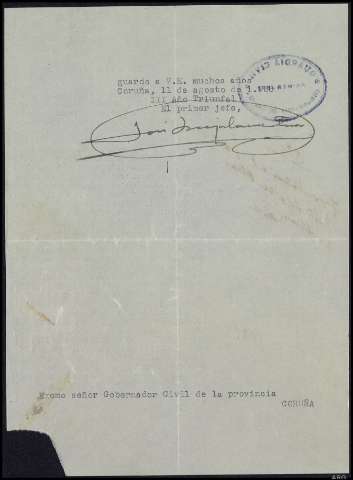 guarde a V.E. muchos años
Coruña, 11 de agosto de 1.938
III Año Triunfal
El primer jefe,
José
Excmo señor Gobernador Civil de la provincia
CORUÑA